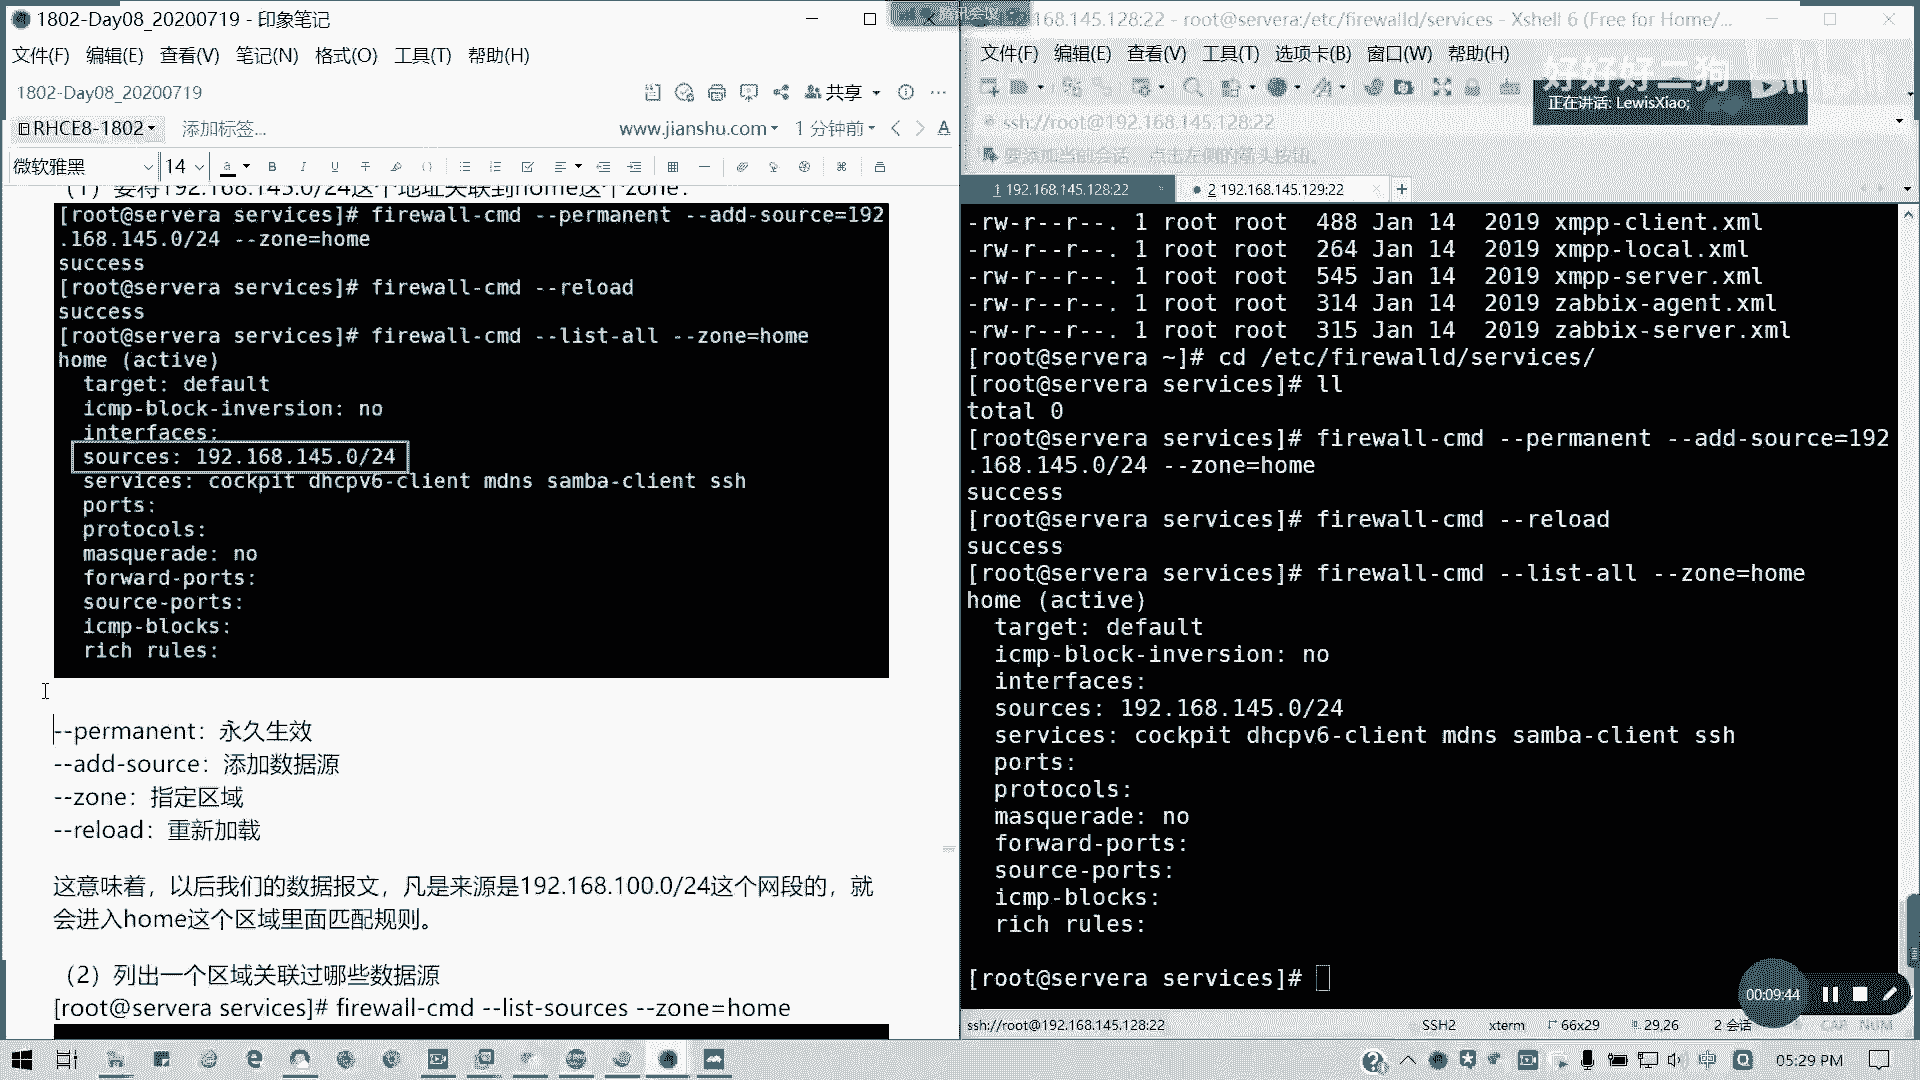 1802-Day08_20200719 - 印象笔记
文件(F) 编辑(E) 查看(V) 笔记(N) 格式(O) 工具(T) 帮助(H)
1802-Day08_20200719
共享
RHCE8-1802
添加标签...
www.jianshu.com
1 分钟前
微软雅黑
14
（1）要将192.168.145.0/24这个地址关联到home这个zone：
[root@servera services]# firewall-cmd --permanent --add-source=192
.168.145.0/24 --zone=home
success
[root@servera services]# firewall-cmd --reload
success
[root@servera services]# firewall-cmd --list-all --zone=home
home (active)
target: default
icmp-block-inversion: no
interfaces:
sources: 192.168.145.0/24
services: cockpit dhcpv6-client mdns samba-client ssh
ports:
protocols:
masquerade: no
forward-ports:
source-ports:
icmp-blocks:
rich rules:
--permanent：永久生效
--add-source：添加数据源
--zone：指定区域
--reload：重新加载
这意味着，以后我们的数据报文，凡是来源是192.168.100.0/24这个网段的，就
会进入home这个区域里面匹配规则。
（2）列出一个区域关联过哪些数据源
[root@servera services]# firewall-cmd --list-sources --zone=home
腾讯会议
.168.145.128:22 - root@servera:/etc/firewalld/services - Xshell 6 (Free for Home/...
文件(F) 编辑(E) 查看(V) 工具(T) 选项卡(B) 窗口(W) 帮助(H)
好好好二狗
正在讲话: LewisXiao;
ssh://root@192.168.145.128:22
要添加当前会话，点击左侧的箭头按钮。
1 192.168.145.128:22
2 192.168.145.129:22
-rw-r--r--. 1 root root 488 Jan 14 2019 xmpp-client.xml
-rw-r--r--. 1 root root 264 Jan 14 2019 xmpp-local.xml
-rw-r--r--. 1 root root 545 Jan 14 2019 xmpp-server.xml
-rw-r--r--. 1 root root 314 Jan 14 2019 zabbix-agent.xml
-rw-r--r--. 1 root root 315 Jan 14 2019 zabbix-server.xml
[root@servera ~]# cd /etc/firewalld/services/
[root@servera services]# ll
total 0
[root@servera services]# firewall-cmd --permanent --add-source=192
.168.145.0/24 --zone=home
success
[root@servera services]# firewall-cmd --reload
success
[root@servera services]# firewall-cmd --list-all --zone=home
home (active)
target: default
icmp-block-inversion: no
interfaces:
sources: 192.168.145.0/24
services: cockpit dhcpv6-client mdns samba-client ssh
ports:
protocols:
masquerade: no
forward-ports:
source-ports:
icmp-blocks:
rich rules:
[root@servera services]#
00:09:44
ssh://root@192.168.145.128:22
SSH2
xterm
66x29
29,26
2 会话
CAP NUM
中
05:29 PM